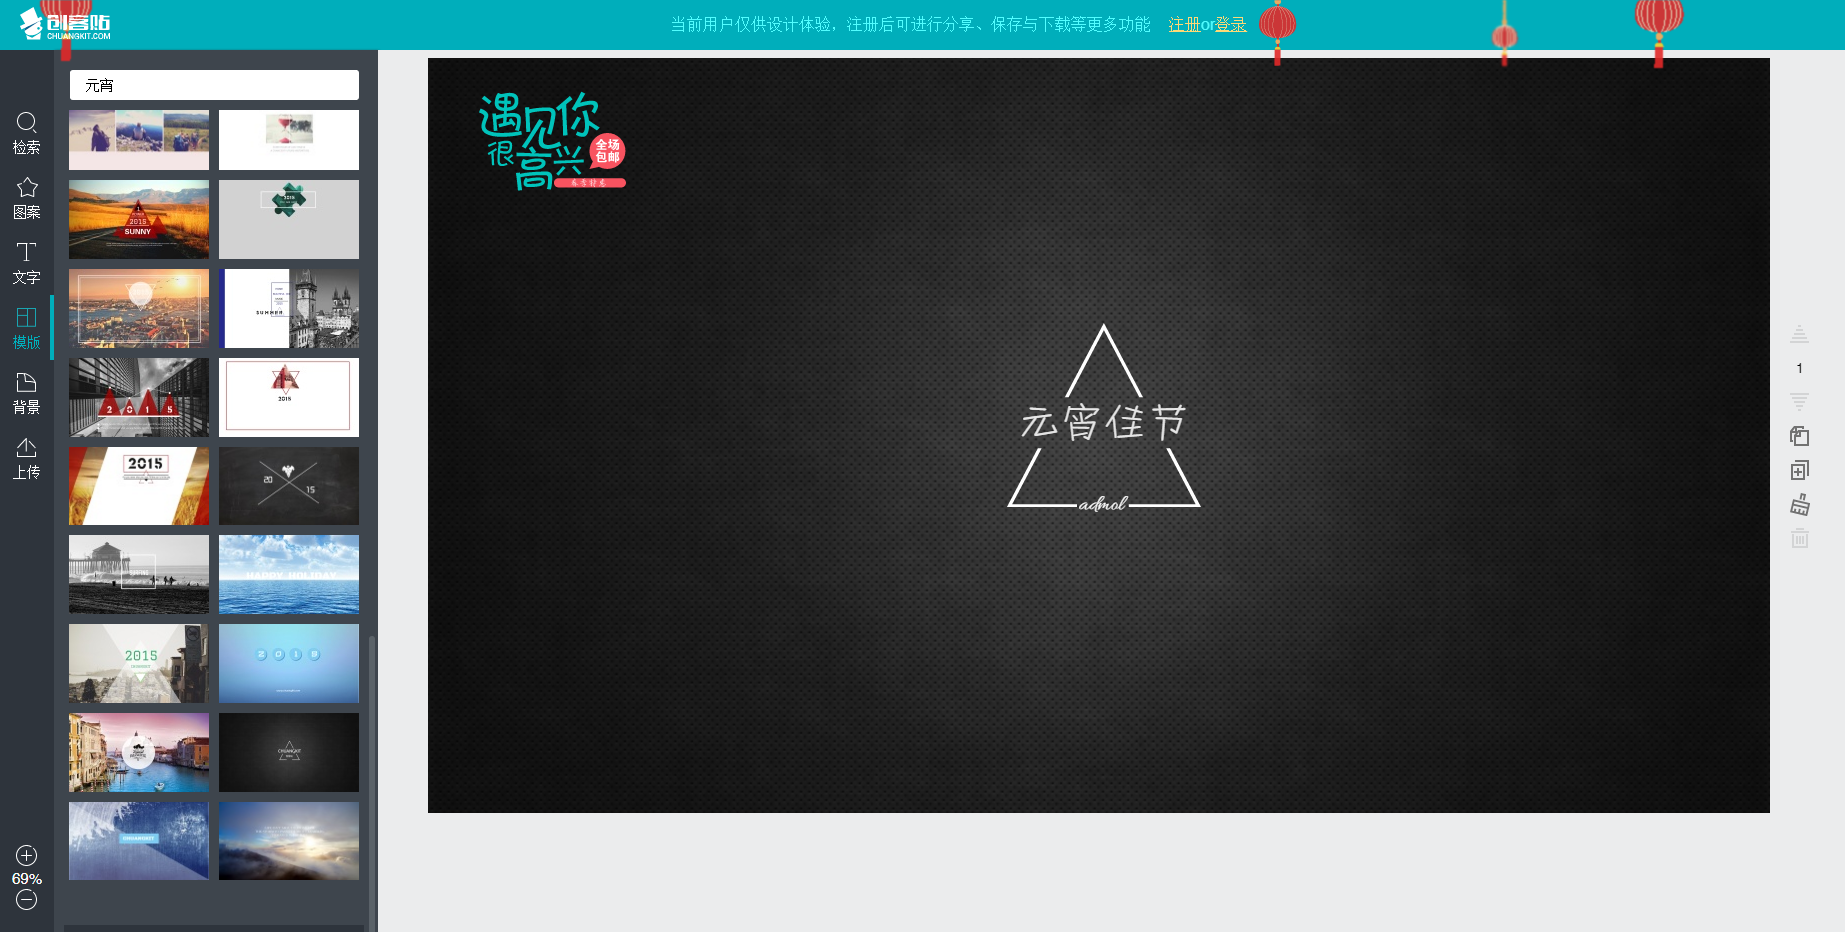 创客贴
CHUANGKIT.COM
当前用户仅供设计体验，注册后可进行分享、保存与下载等更多功能 注册or登录
元宵
检索
图案
文字
模版
背景
上传
69%
2015
SUNNY
2015
SUMMER
2 0 1 5
2015
2015
20
15
SURFING
HAPPY HOLIDAY
2015
2 0 1 5
CHUANGKIT
遇见你
很高兴
全场
包邮
元宵佳节
admol
1